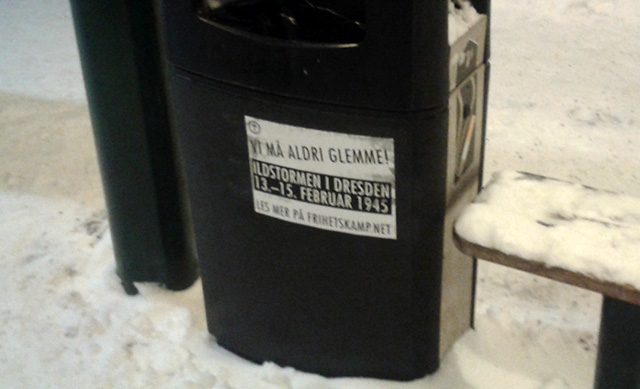 VI MÅ ALDRI GLEMME!
ILDSTORMEN I DRESDEN
13.–15. FEBRUAR 1945
LES MER PÅ FRIHETSKAMP.NET